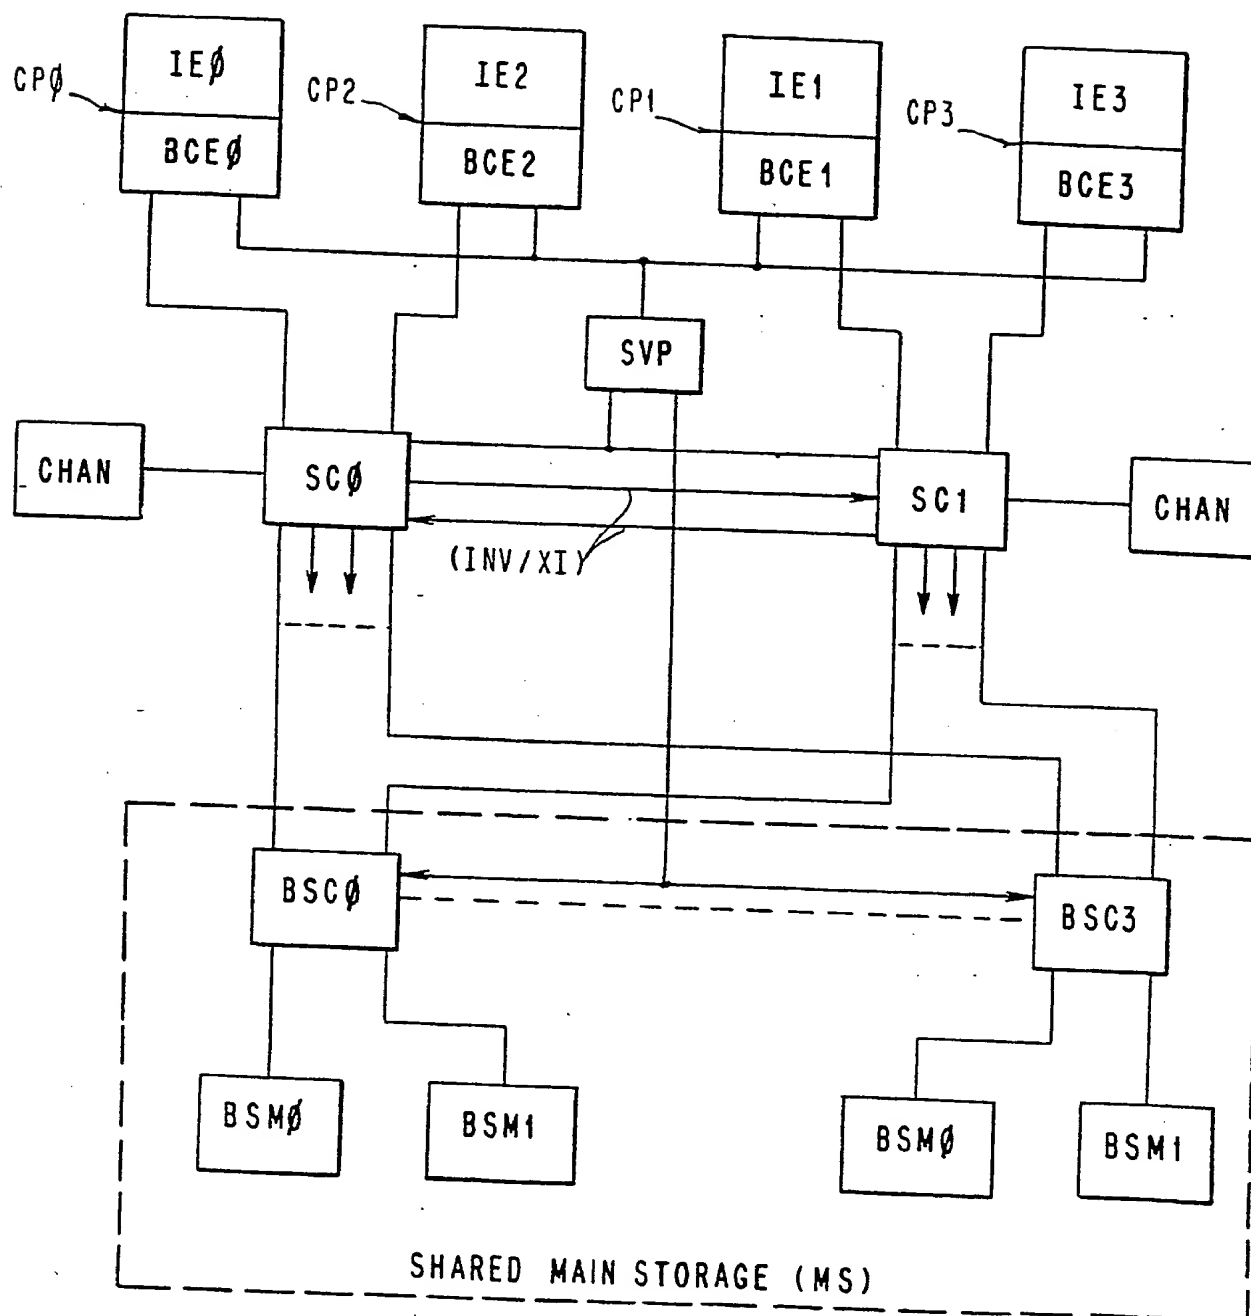 IEØ
IE2
IE1
IE3
CPØ
CP2
CP1
CP3
BCEØ
BCE2
BCE1
BCE3
SVP
CHAN
SCØ
SC1
CHAN
(INV/XI)
BSCØ
BSC3
BSMØ
BSM1
BSMØ
BSM1
SHARED MAIN STORAGE (MS)